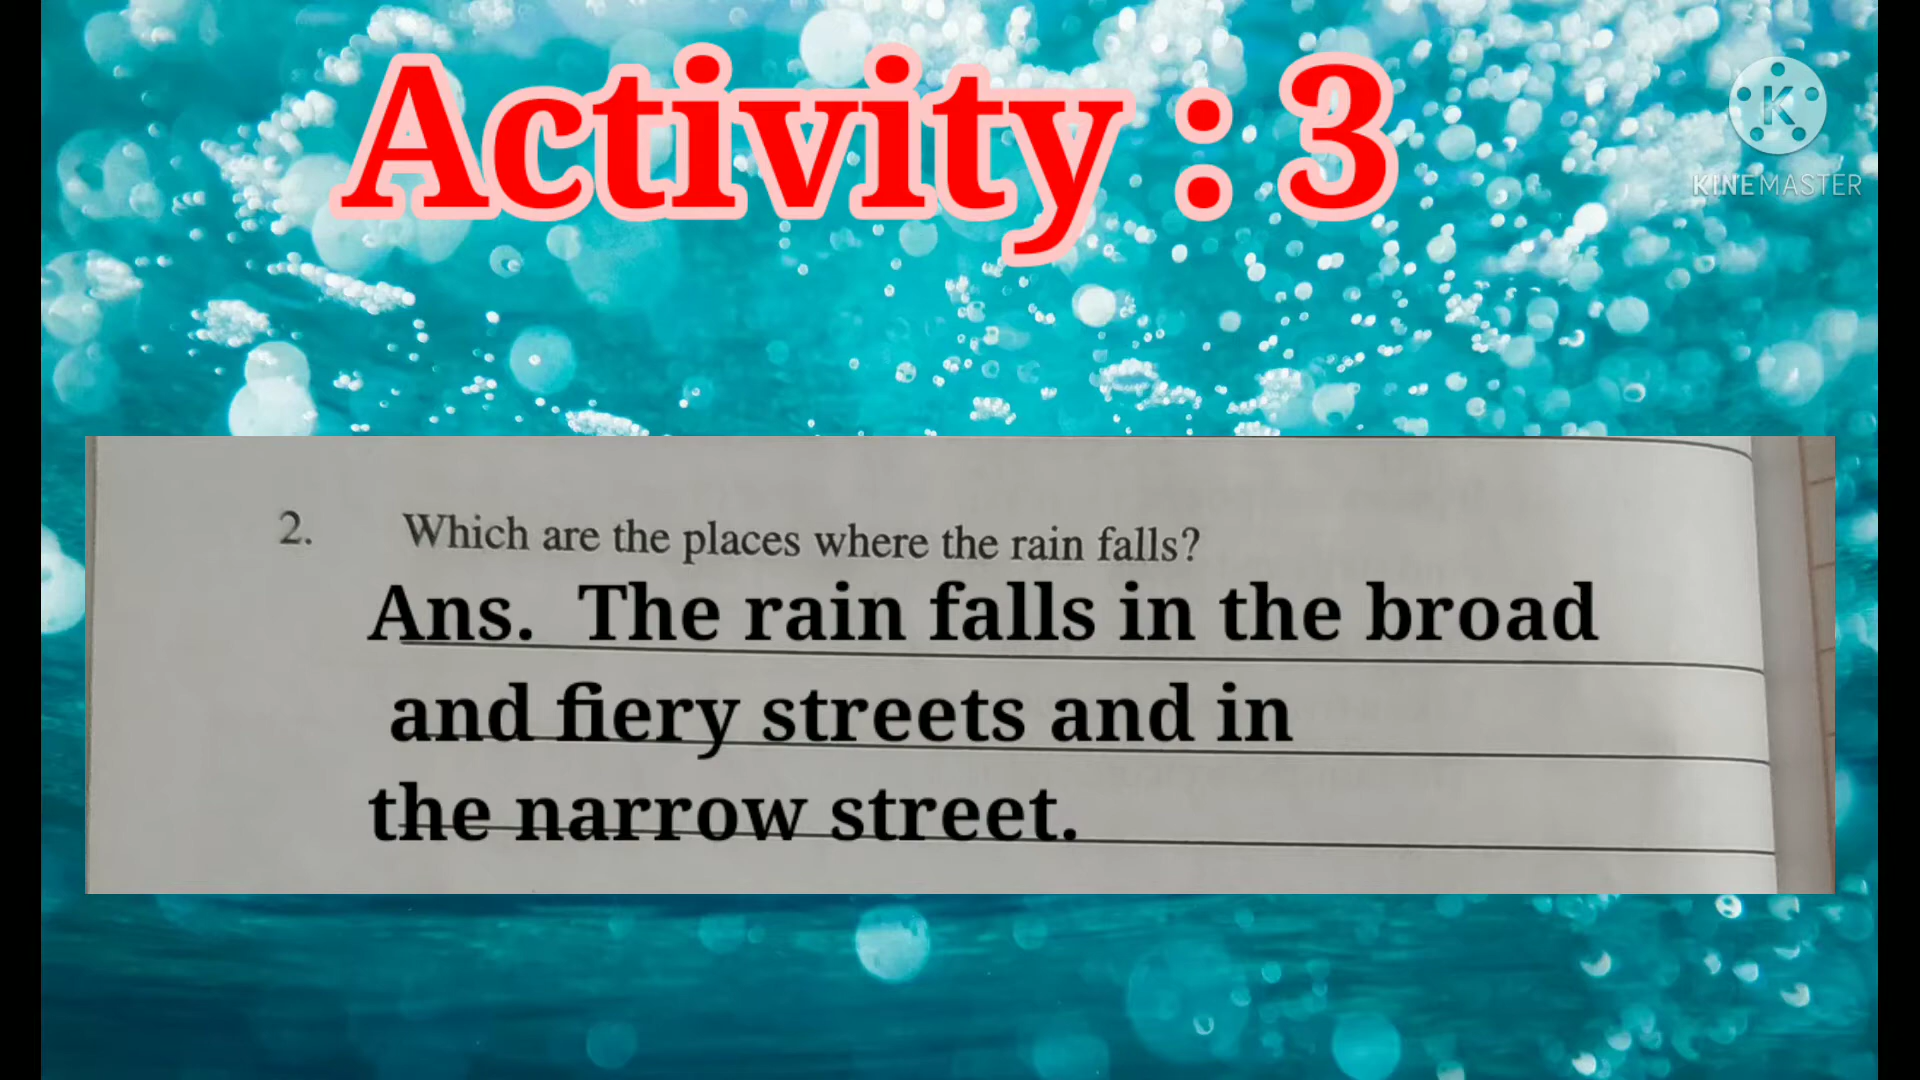 Activity : 3
K
KINEMASTER
2. Which are the places where the rain falls?
Ans. The rain falls in the broad
and fiery streets and in
the narrow street.